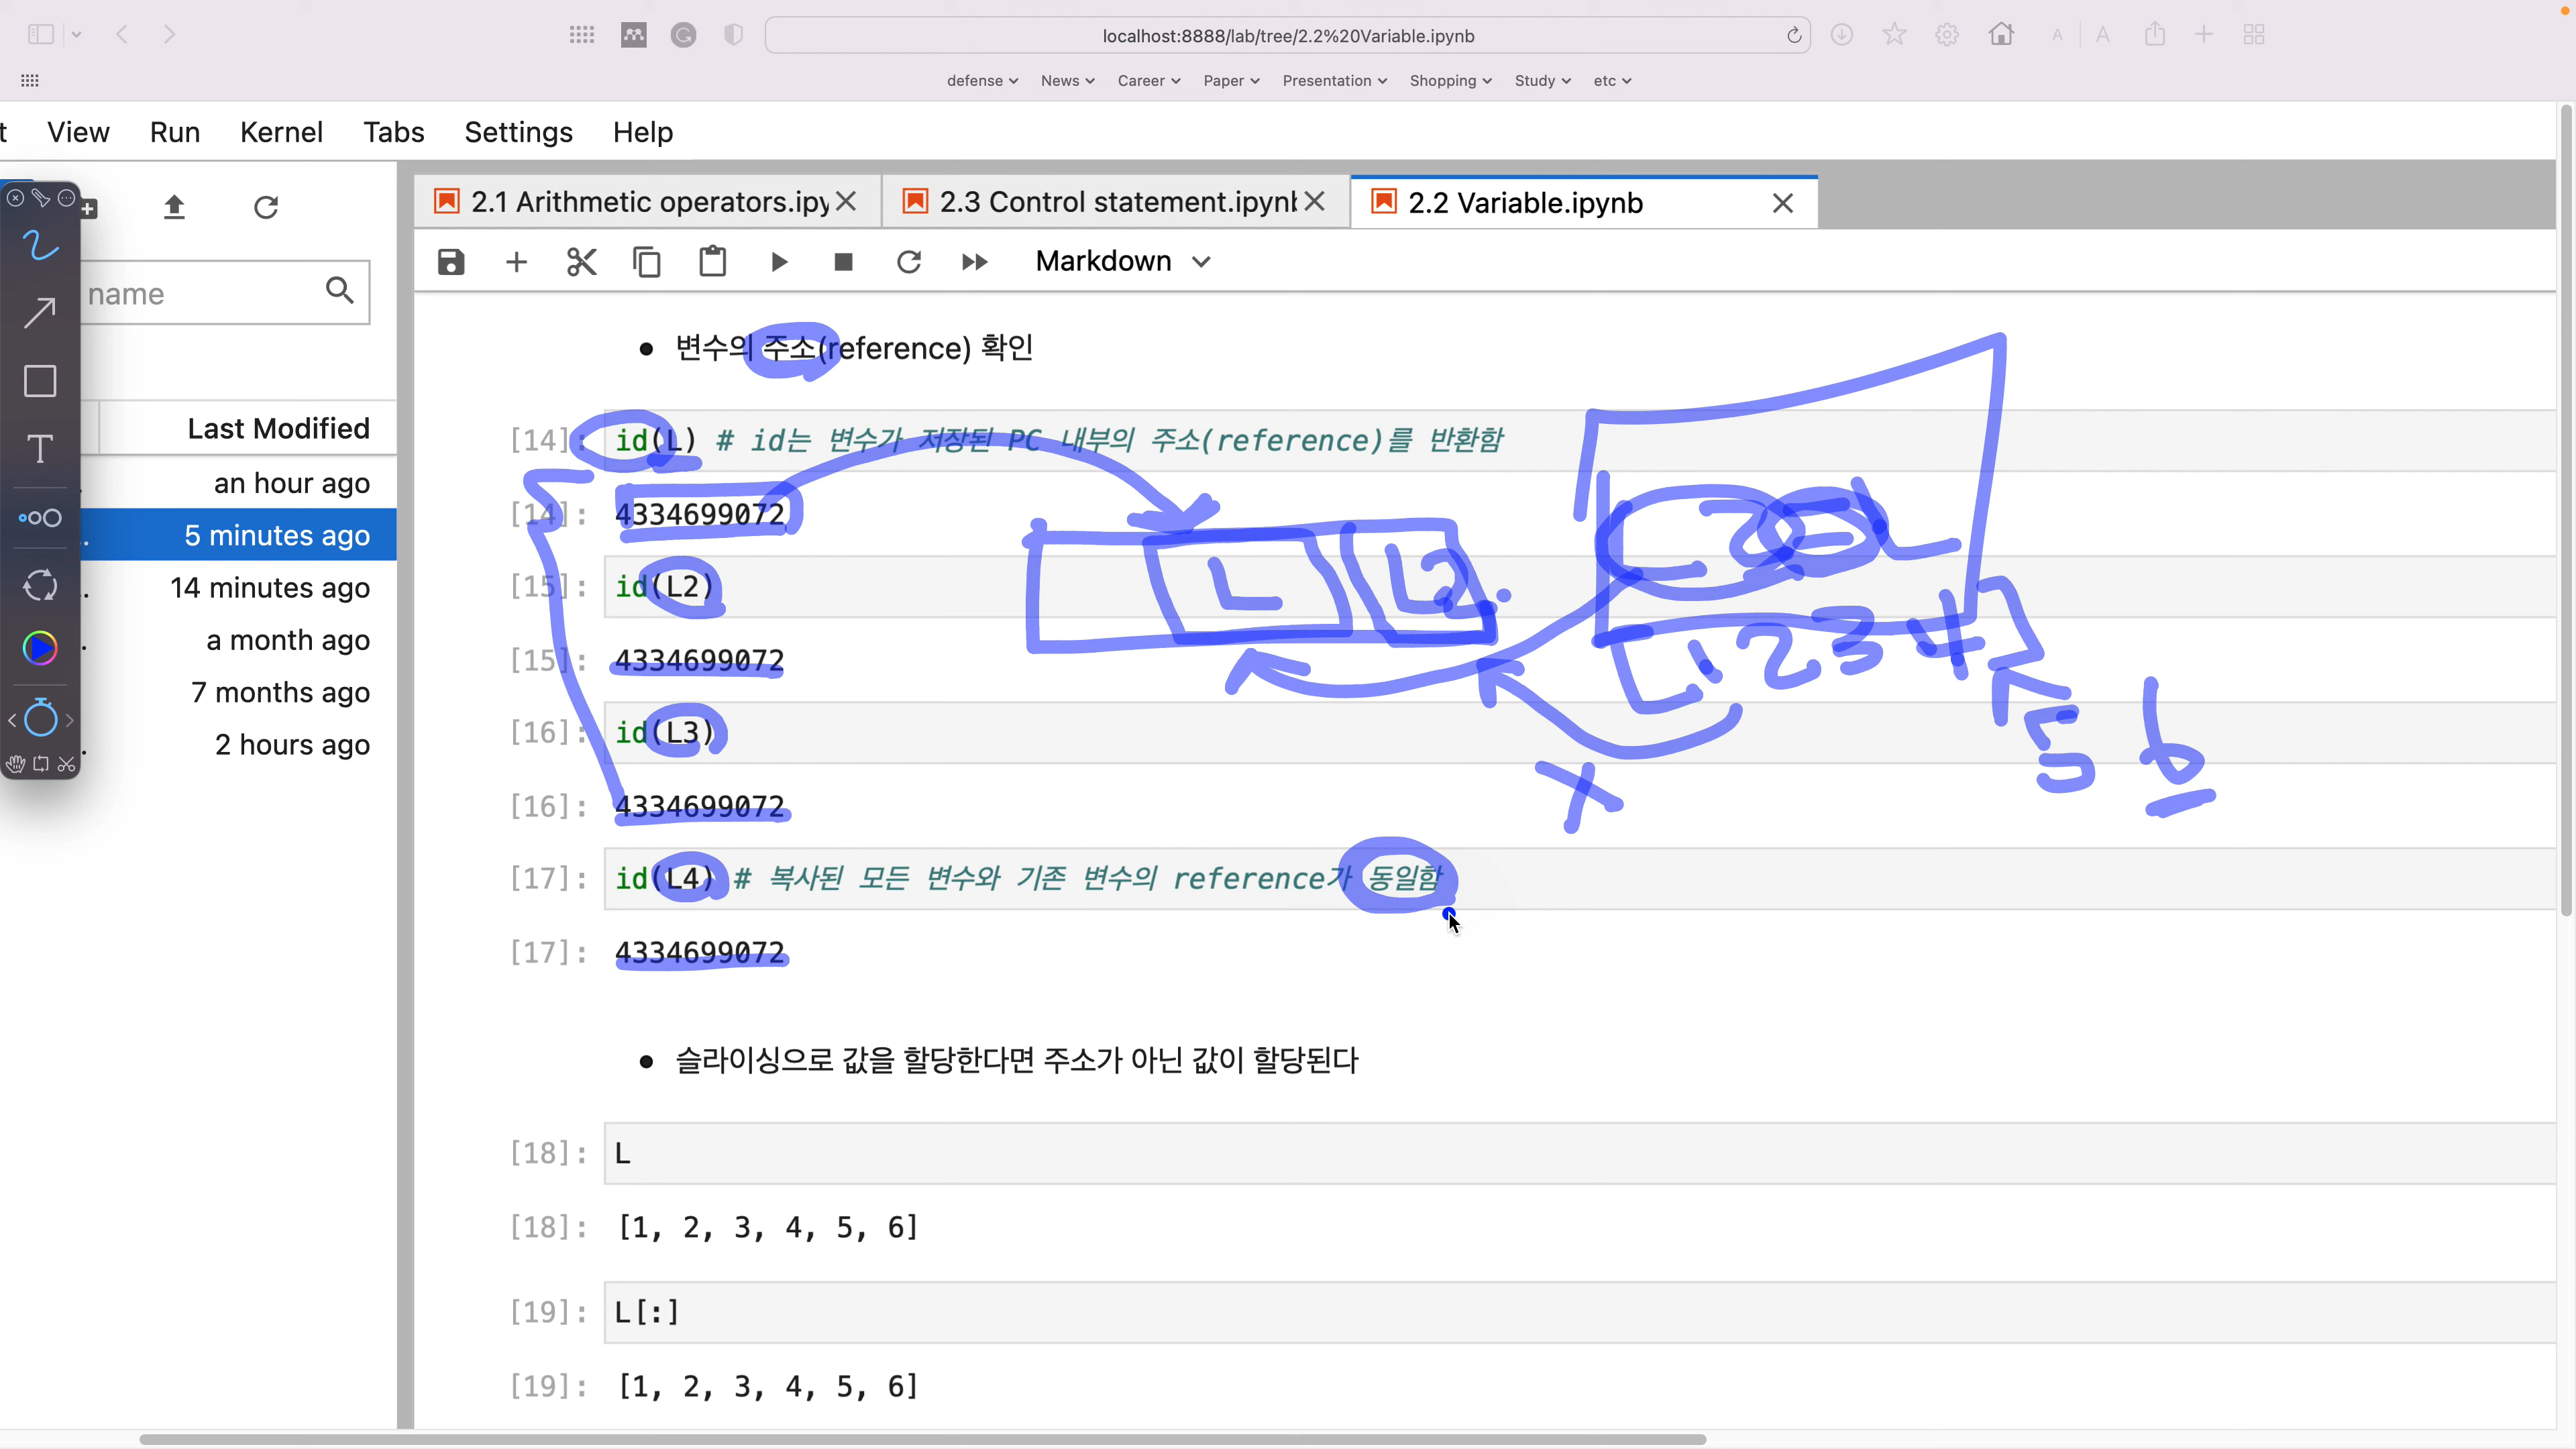 localhost:8888/lab/tree/2.2%20Variable.ipynb
defense News Career Paper Presentation Shopping Study etc
t View Run Kernel Tabs Settings Help
2.1 Arithmetic operators.ipy
2.3 Control statement.ipynb
2.2 Variable.ipynb
Markdown
name
Last Modified
an hour ago
5 minutes ago
14 minutes ago
a month ago
7 months ago
2 hours ago
변수의 주소(reference) 확인
[14]: id(L) # id는 변수가 저장된 PC 내부의 주소(reference)를 반환함
[14]: 4334699072
[15]: id(L2)
[15]: 4334699072
[16]: id(L3)
[16]: 4334699072
[17]: id(L4) # 복사된 모든 변수와 기존 변수의 reference가 동일함
[17]: 4334699072
슬라이싱으로 값을 할당한다면 주소가 아닌 값이 할당된다
[18]: L
[18]: [1, 2, 3, 4, 5, 6]
[19]: L[:]
[19]: [1, 2, 3, 4, 5, 6]
L L2